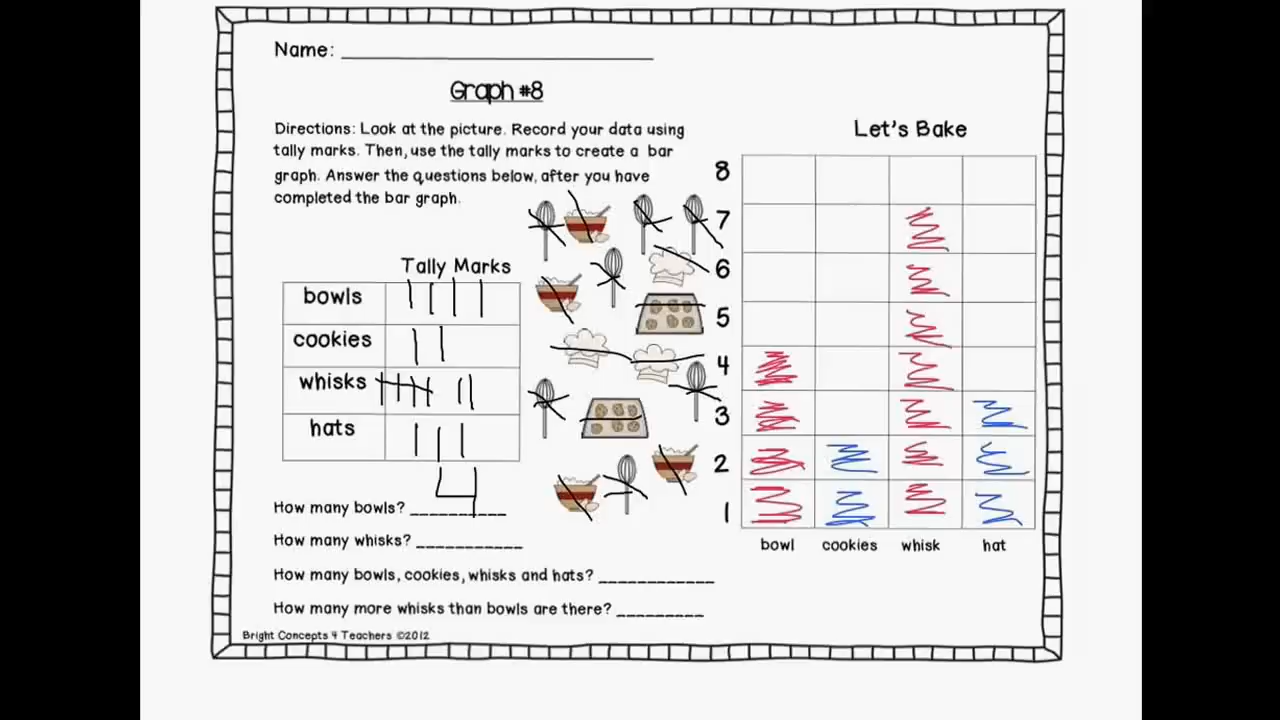 Name:
Graph #8
Directions: Look at the picture. Record your data using
tally marks. Then, use the tally marks to create a bar
graph. Answer the questions below, after you have
completed the bar graph.
Tally Marks
bowls
cookies
whisks
hats
How many bowls? 4
How many whisks?
How many bowls, cookies, whisks and hats?
How many more whisks than bowls are there?
Bright Concepts 4 Teachers ©2012
Let's Bake
8
7
6
5
4
3
2
1
bowl cookies whisk hat